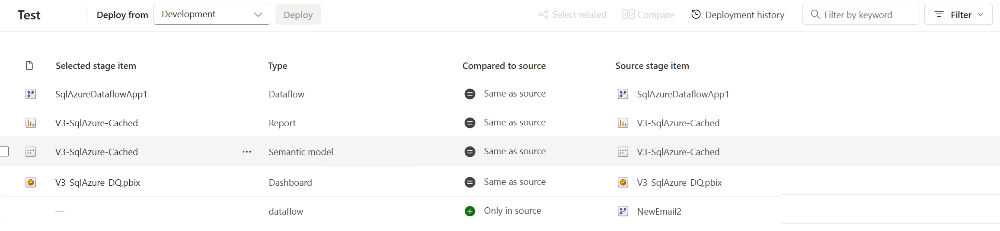 Test Deploy from Development Deploy Select related Compare Deployment history Filter by keyword Filter
Selected stage item Type Compared to source Source stage item
SqlAzureDataflowApp1 Dataflow Same as source SqlAzureDataflowApp1
V3-SqlAzure-Cached Report Same as source V3-SqlAzure-Cached
V3-SqlAzure-Cached ... Semantic model Same as source V3-SqlAzure-Cached
V3-SqlAzure-DQ.pbix Dashboard Same as source V3-SqlAzure-DQ.pbix
— dataflow Only in source NewEmail2